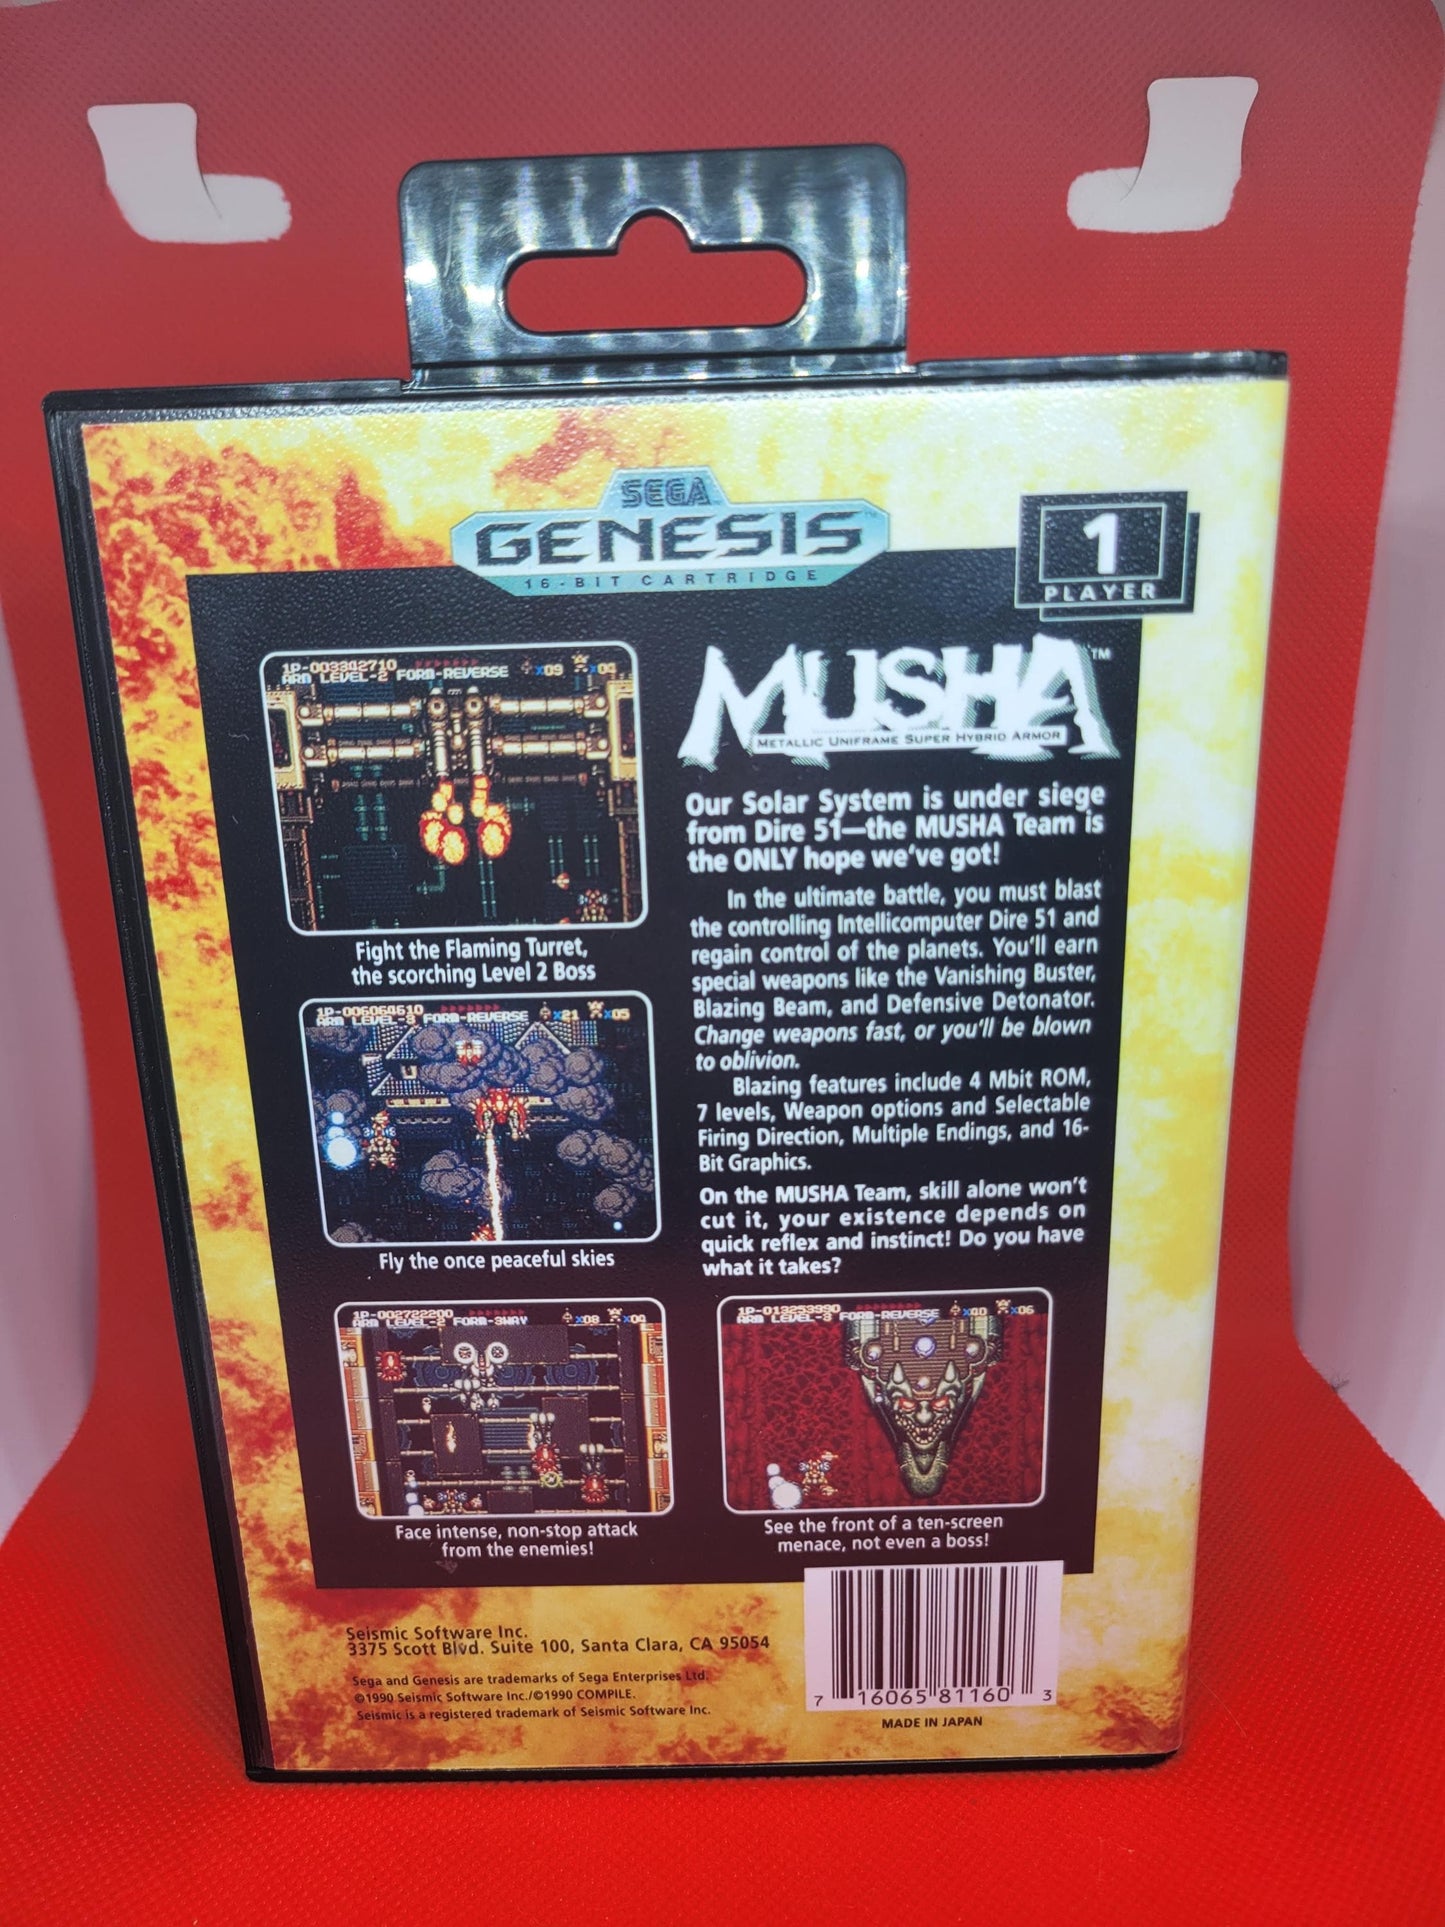 SEGA
GENESIS
16-BIT CARTRIDGE
1
PLAYER
MUSHA™
METALLIC UNIFRAME SUPER HYBRID ARMOR
Our Solar System is under siege
from Dire 51—the MUSHA Team is
the ONLY hope we've got!
In the ultimate battle, you must blast
the controlling Intellicomputer Dire 51 and
regain control of the planets. You'll earn
special weapons like the Vanishing Buster,
Blazing Beam, and Defensive Detonator.
Change weapons fast, or you'll be blown
to oblivion.
Blazing features include 4 Mbit ROM,
7 levels, Weapon options and Selectable
Firing Direction, Multiple Endings, and 16-
Bit Graphics.
On the MUSHA Team, skill alone won't
cut it, your existence depends on
quick reflex and instinct! Do you have
what it takes?
1P-003342710 x09 x04
ARM LEVEL-2 FORM-REVERSE
Fight the Flaming Turret,
the scorching Level 2 Boss
1P-006064610 x21 x05
ARM LEVEL-3 FORM-REVERSE
Fly the once peaceful skies
1P-002722200 x08 x04
ARM LEVEL-2 FORM-3WAY
Face intense, non-stop attack
from the enemies!
1P-013253990 x40 x06
ARM LEVEL-3 FORM-REVERSE
See the front of a ten-screen
menace, not even a boss!
Seismic Software Inc.
3375 Scott Blvd. Suite 100, Santa Clara, CA 95054
Sega and Genesis are trademarks of Sega Enterprises Ltd.
©1990 Seismic Software Inc./©1990 COMPILE.
Seismic is a registered trademark of Seismic Software Inc.
7 16065 81160 3
MADE IN JAPAN